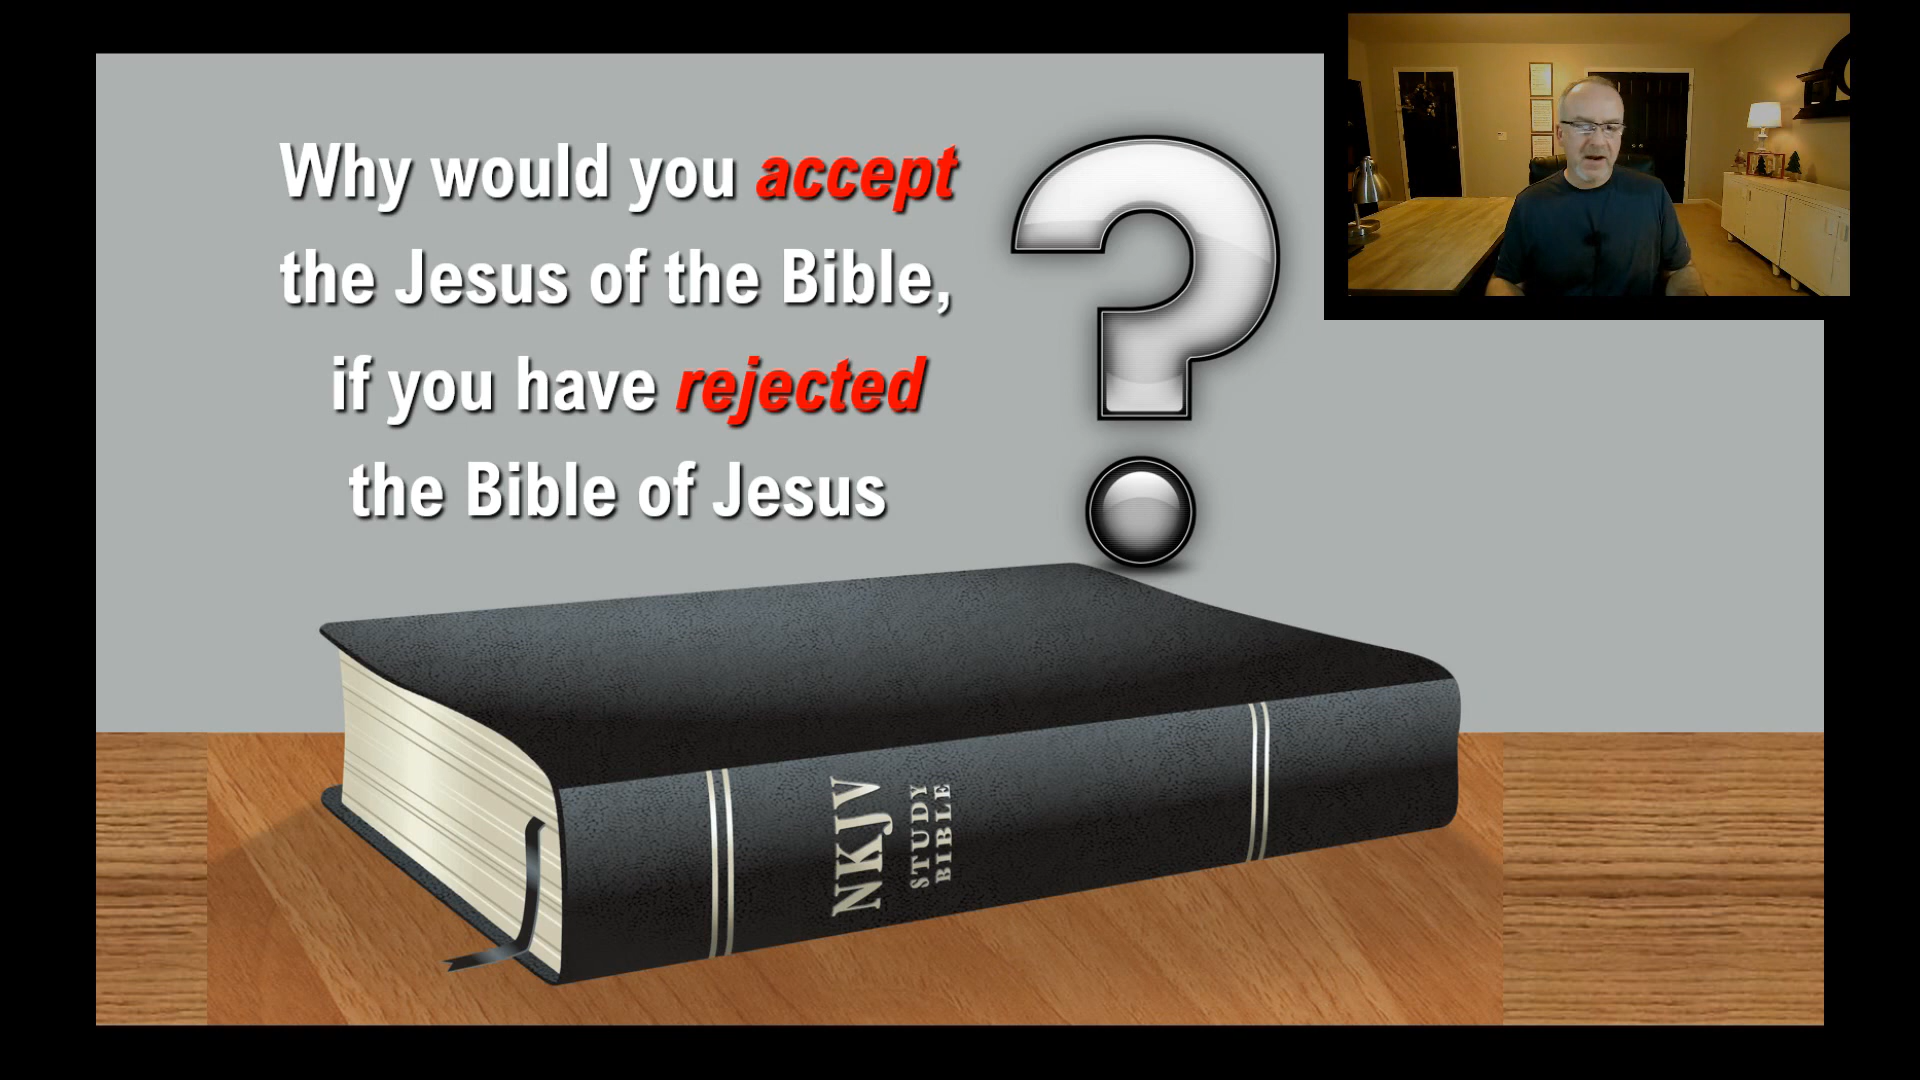 Why would you accept
the Jesus of the Bible,
if you have rejected
the Bible of Jesus
?
NKJV
STUDY
BIBLE